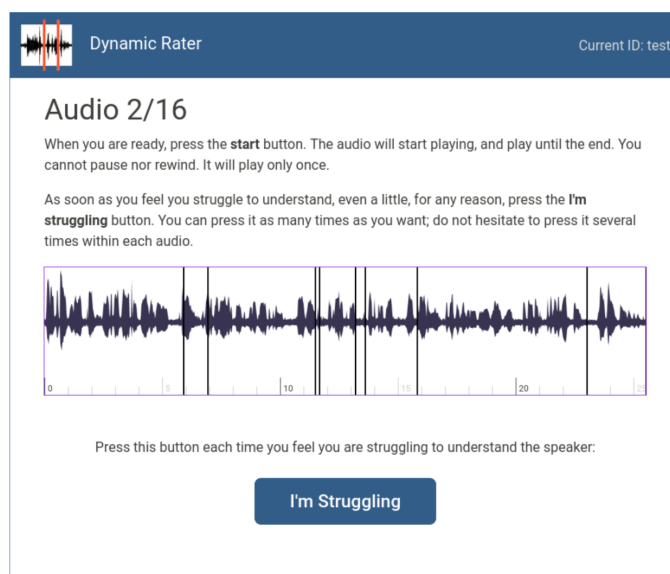 Dynamic Rater
Current ID: test
Audio 2/16
When you are ready, press the start button. The audio will start playing, and play until the end. You
cannot pause nor rewind. It will play only once.
As soon as you feel you struggle to understand, even a little, for any reason, press the I'm
struggling button. You can press it as many times as you want; do not hesitate to press it several
times within each audio.
0 5 10 15 20 25
Press this button each time you feel you are struggling to understand the speaker:
I'm Struggling